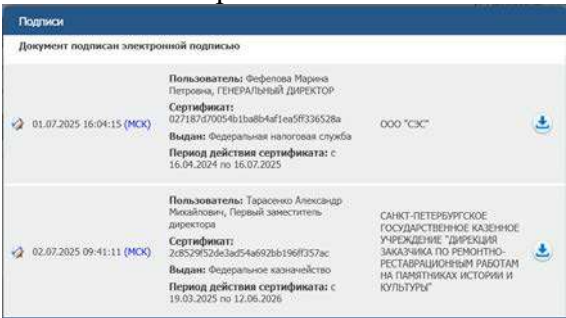 Подписи
Документ подписан электронной подписью
01.07.2025 16:04:15 (МСК)
Пользователь: Фефелова Марина
Петровна, ГЕНЕРАЛЬНЫЙ ДИРЕКТОР
Сертификат:
027187d70054b1ba8b4af1ea5ff336528a
Выдан: Федеральная налоговая служба
Период действия сертификата: с
16.04.2024 по 16.07.2025
ООО "СЭС"
02.07.2025 09:41:11 (МСК)
Пользователь: Тарасенко Александр
Михайлович, Первый заместитель
директора
Сертификат:
2c8529f52de3ad54a692bb196ff357ac
Выдан: Федеральное казначейство
Период действия сертификата: с
19.03.2025 по 12.06.2026
САНКТ-ПЕТЕРБУРГСКОЕ
ГОСУДАРСТВЕННОЕ КАЗЕННОЕ
УЧРЕЖДЕНИЕ "ДИРЕКЦИЯ
ЗАКАЗЧИКА ПО РЕМОНТНО-
РЕСТАВРАЦИОННЫМ РАБОТАМ
НА ПАМЯТНИКАХ ИСТОРИИ И
КУЛЬТУРЫ"